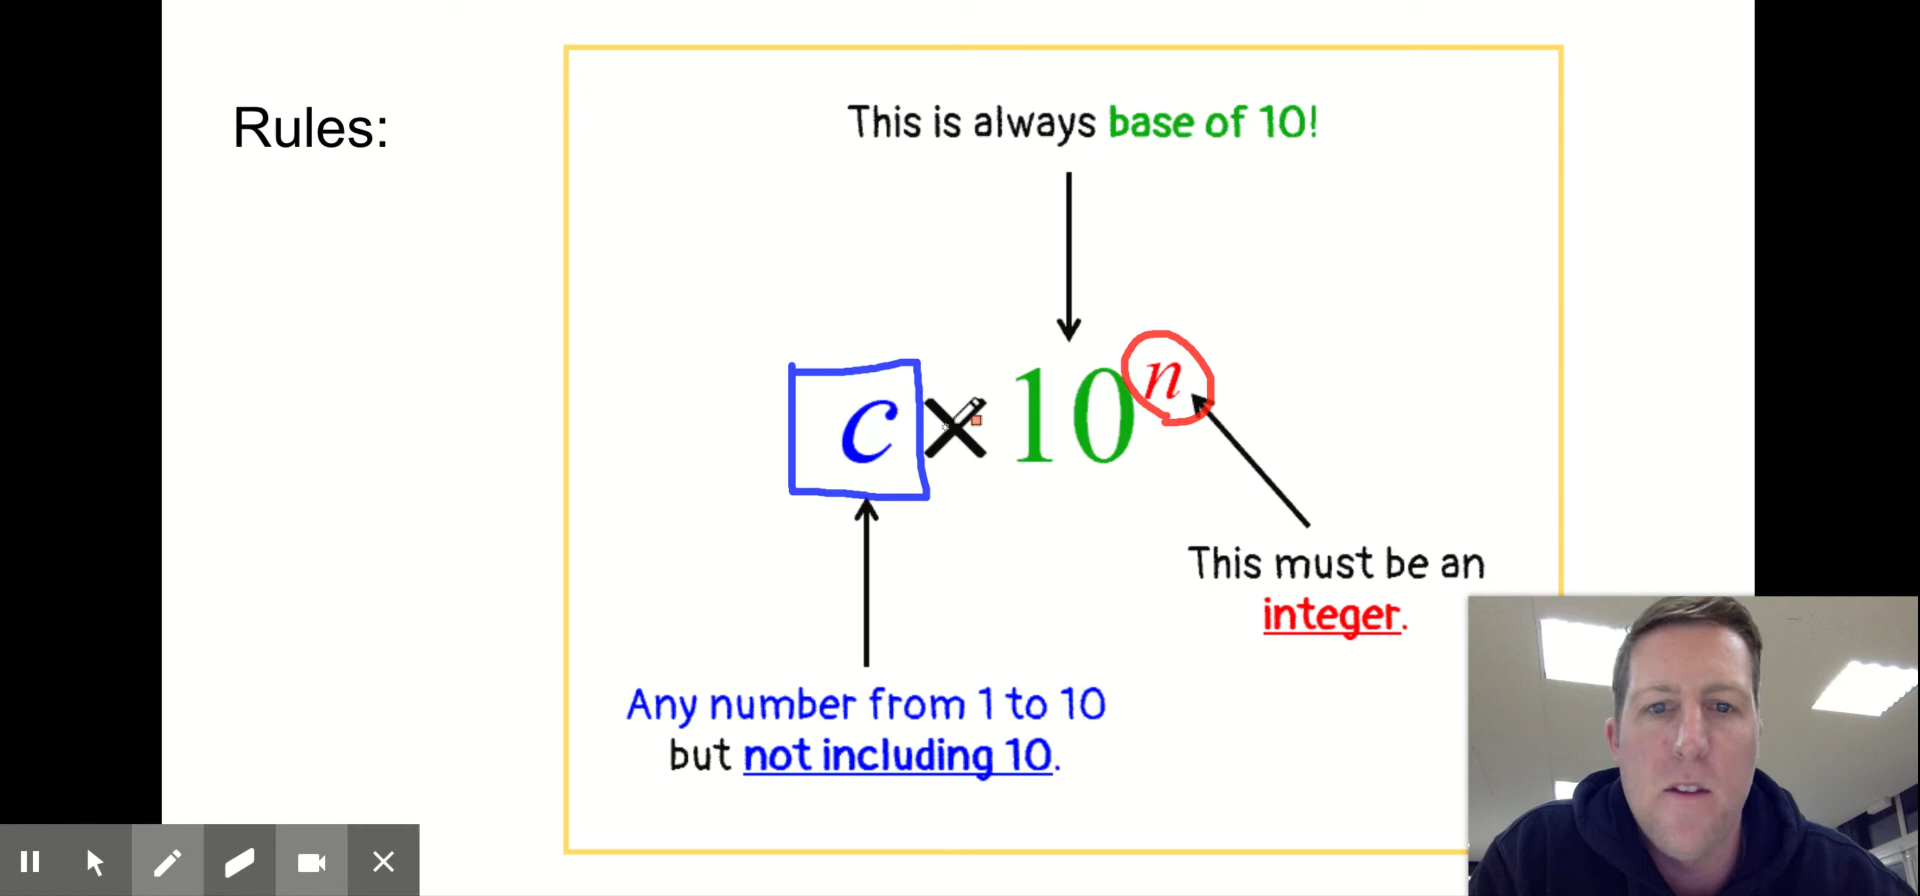 Rules:
This is always base of 10!
c × 10ⁿ
This must be an
integer.
Any number from 1 to 10
but not including 10.